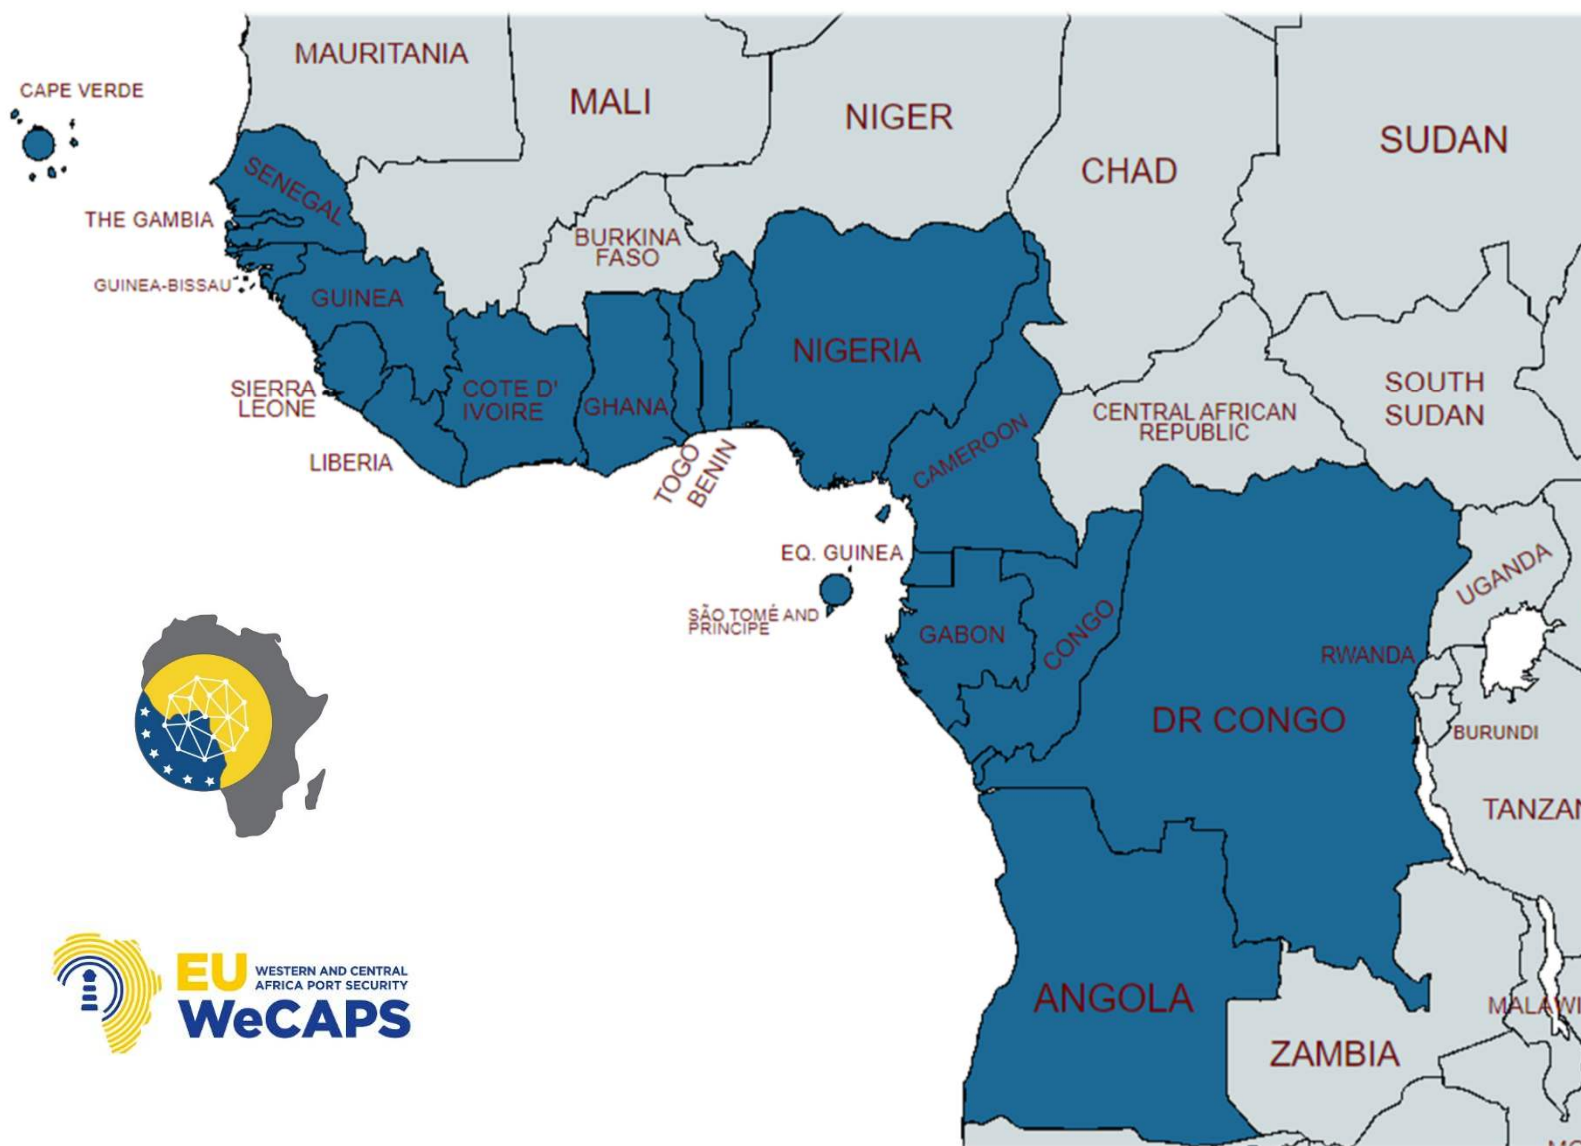 MAURITANIA
MALI
NIGER
CHAD
SUDAN
CAPE VERDE
SENEGAL
THE GAMBIA
BURKINA
FASO
GUINEA-BISSAU
GUINEA
NIGERIA
SIERRA
LEONE
COTE D'
IVOIRE
GHANA
CENTRAL AFRICAN
REPUBLIC
SOUTH
SUDAN
LIBERIA
TOGO
BENIN
CAMEROON
EQ. GUINEA
SÃO TOMÉ AND
PRINCIPE
GABON
CONGO
UGANDA
RWANDA
DR CONGO
BURUNDI
TANZAN
ANGOLA
MALAWI
ZAMBIA
EU WESTERN AND CENTRAL
AFRICA PORT SECURITY
WeCAPS